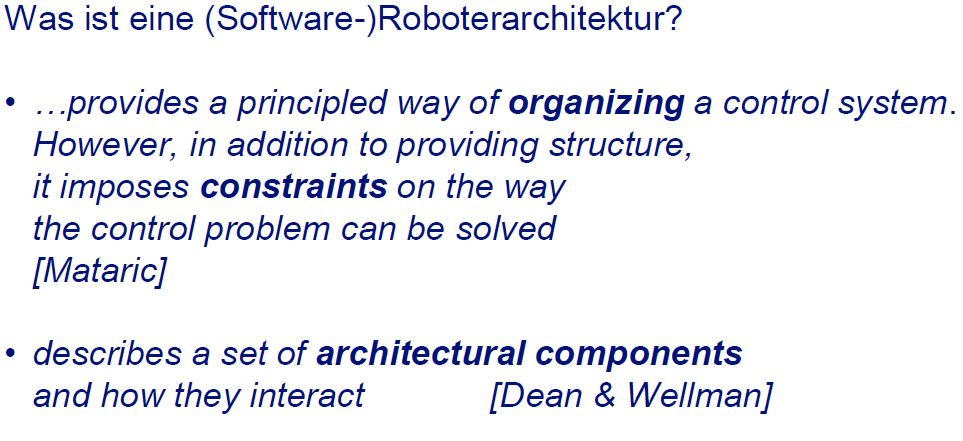 Was ist eine (Software-)Roboterarchitektur?
• …provides a principled way of organizing a control system.
However, in addition to providing structure,
it imposes constraints on the way
the control problem can be solved
[Mataric]
• describes a set of architectural components
and how they interact [Dean & Wellman]